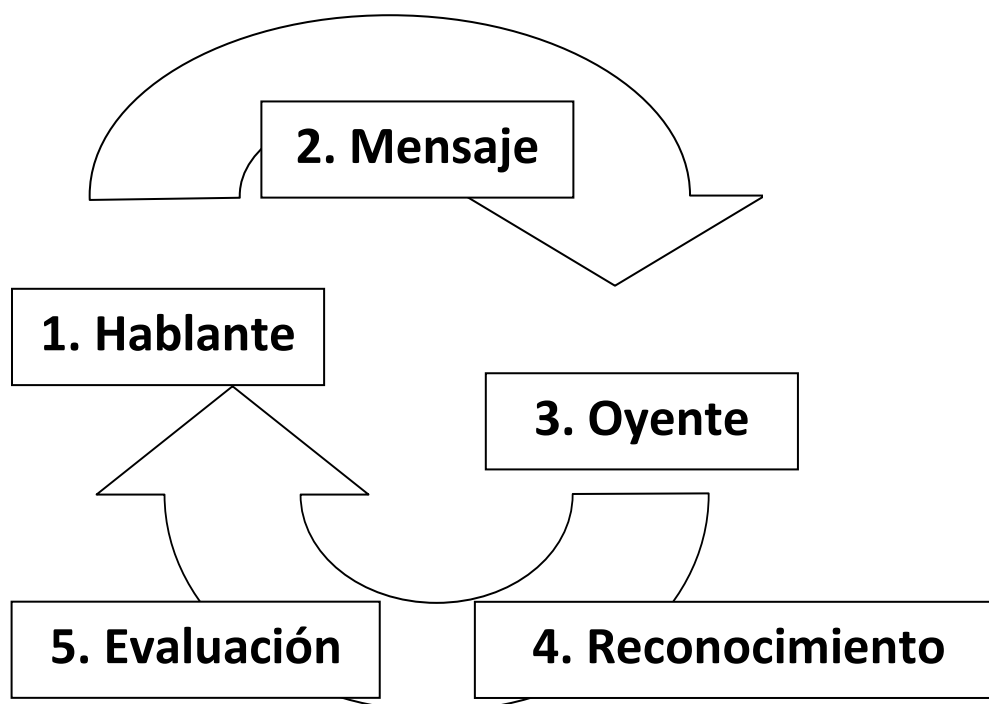 2. Mensaje
1. Hablante
3. Oyente
5. Evaluación
4. Reconocimiento